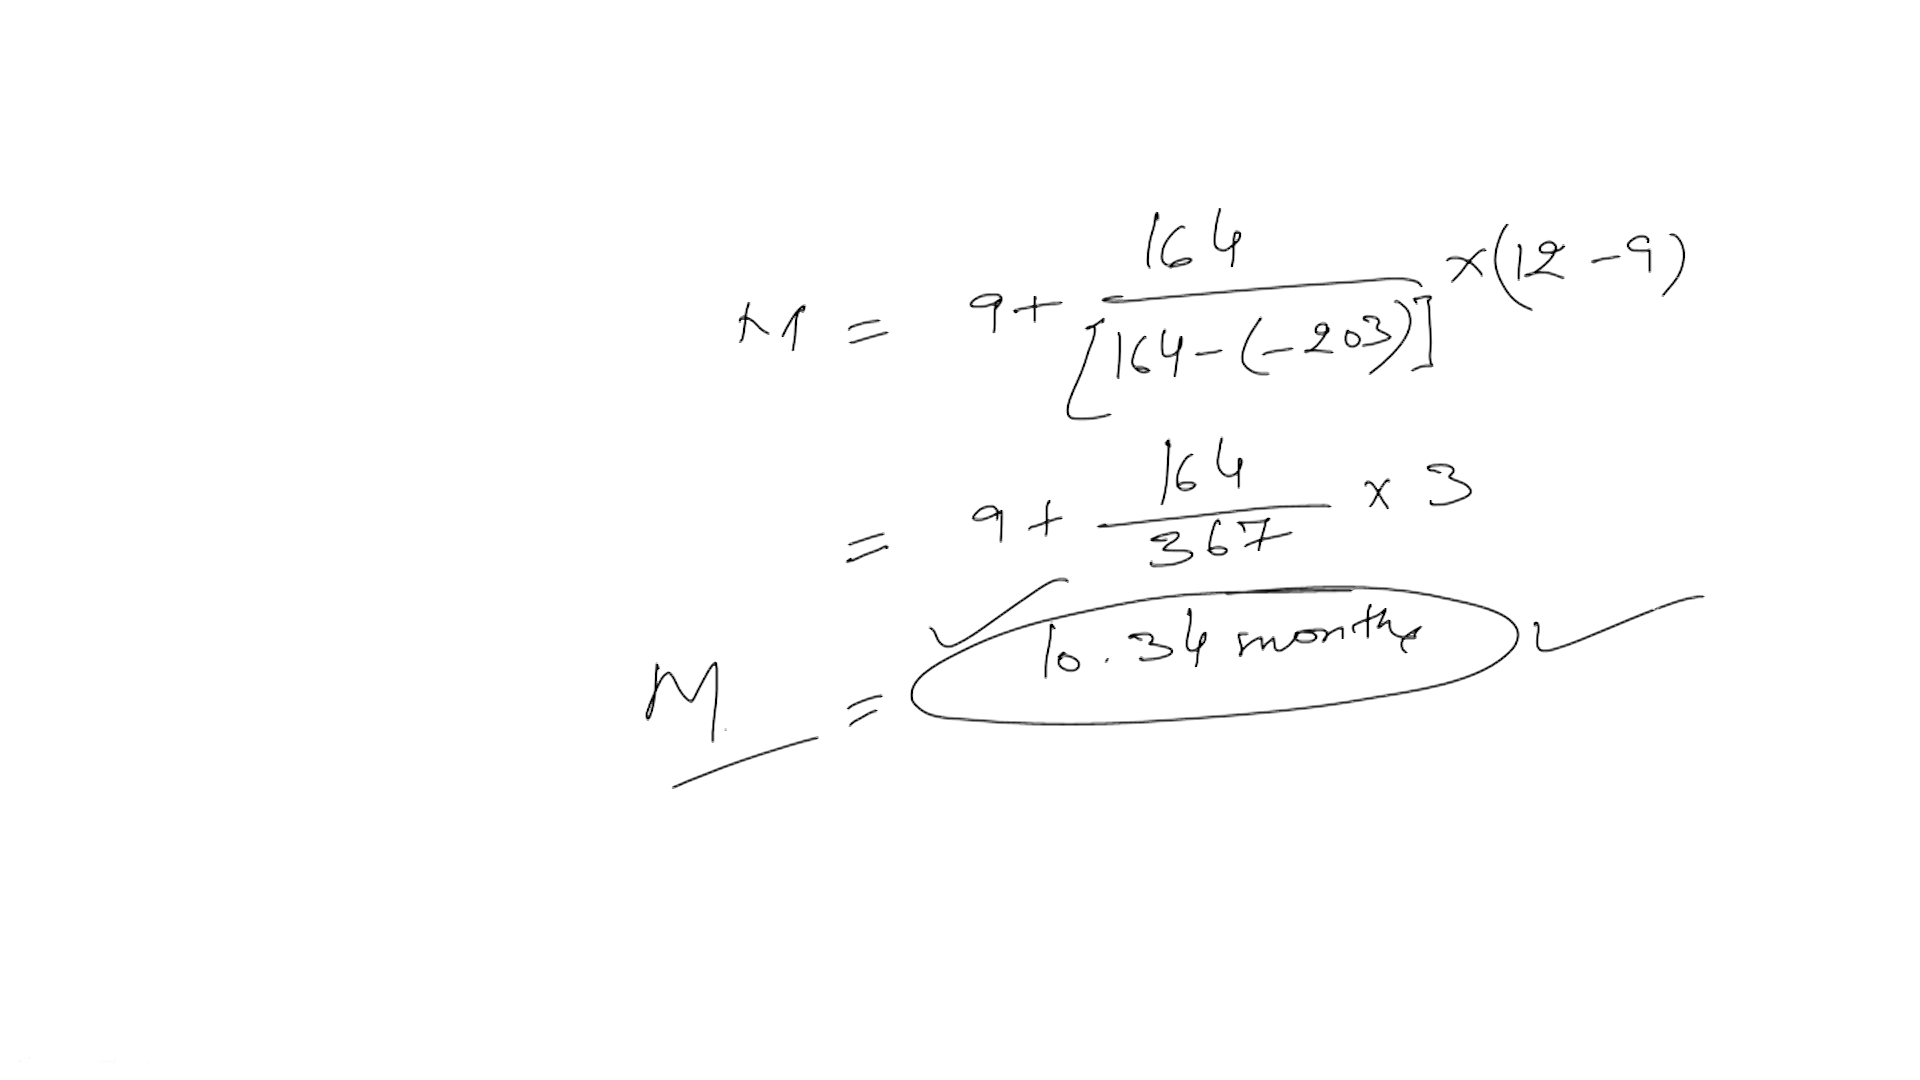 M = 9 + 164 / [164 - (-203)] × (12 - 9)
= 9 + 164 / 367 × 3
M = 10.34 months